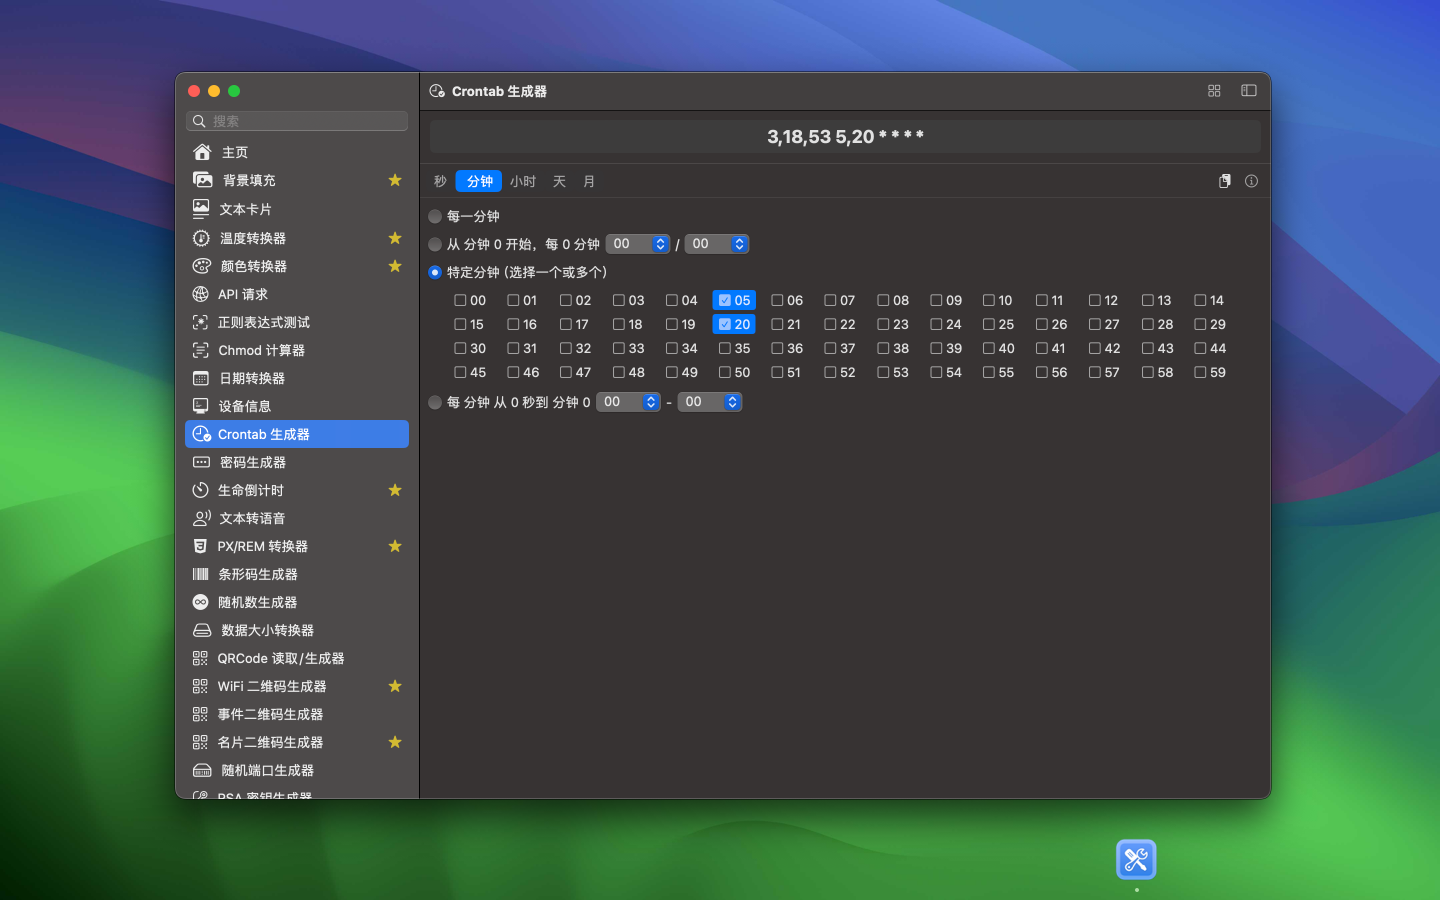 搜索
主页
背景填充
文本卡片
温度转换器
颜色转换器
API 请求
正则表达式测试
Chmod 计算器
日期转换器
设备信息
Crontab 生成器
密码生成器
生命倒计时
文本转语音
PX/REM 转换器
条形码生成器
随机数生成器
数据大小转换器
QRCode 读取/生成器
WiFi 二维码生成器
事件二维码生成器
名片二维码生成器
随机端口生成器
RSA 密钥生成器
Crontab 生成器
3,18,53 5,20 * * * *
秒 分钟 小时 天 月
每一分钟
从 分钟 0 开始，每 0 分钟 00 / 00
特定分钟 (选择一个或多个)
00 01 02 03 04 05 06 07 08 09 10 11 12 13 14
15 16 17 18 19 20 21 22 23 24 25 26 27 28 29
30 31 32 33 34 35 36 37 38 39 40 41 42 43 44
45 46 47 48 49 50 51 52 53 54 55 56 57 58 59
每 分钟 从 0 秒到 分钟 0 00 - 00